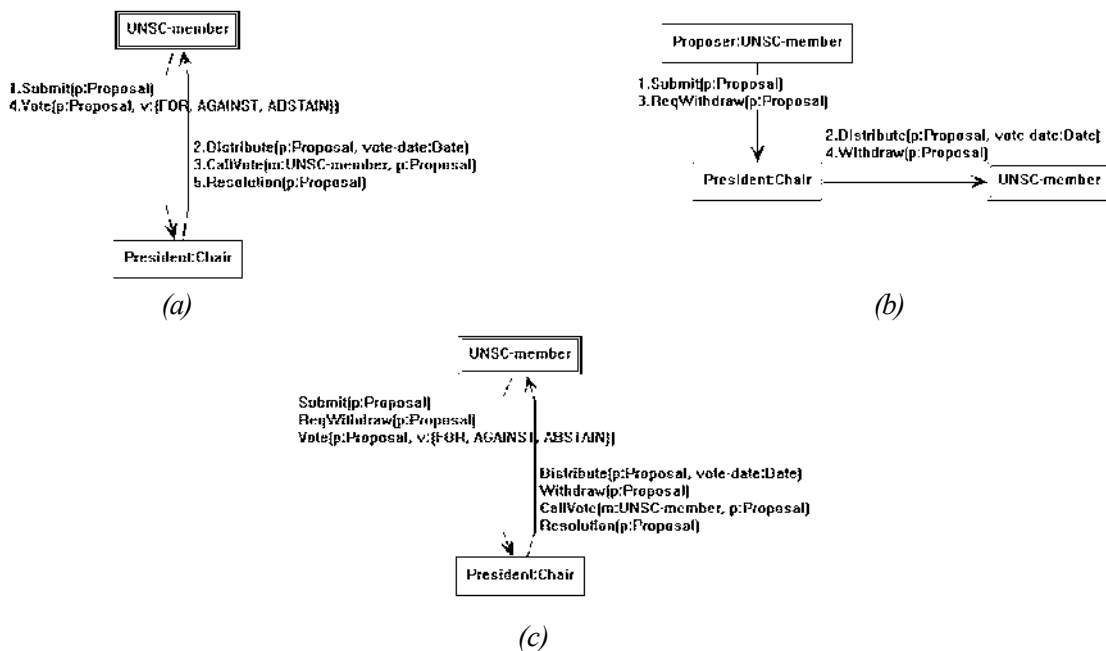 UNSC-member
1.Submit(p:Proposal)
4.Vote(p:Proposal, v:{FOR, AGAINST, ABSTAIN})
2.Distribute(p:Proposal, vote-date:Date)
3.CallVote(m:UNSC-member, p:Proposal)
5.Resolution(p:Proposal)
President:Chair
(a)
Proposer:UNSC-member
1.Submit(p:Proposal)
3.ReqWithdraw(p:Proposal)
2.Distribute(p:Proposal, vote-date:Date)
4.Withdraw(p:Proposal)
President:Chair
UNSC-member
(b)
UNSC-member
Submit(p:Proposal)
ReqWithdraw(p:Proposal)
Vote(p:Proposal, v:{FOR, AGAINST, ABSTAIN})
Distribute(p:Proposal, vote-date:Date)
Withdraw(p:Proposal)
CallVote(m:UNSC-member, p:Proposal)
Resolution(p:Proposal)
President:Chair
(c)